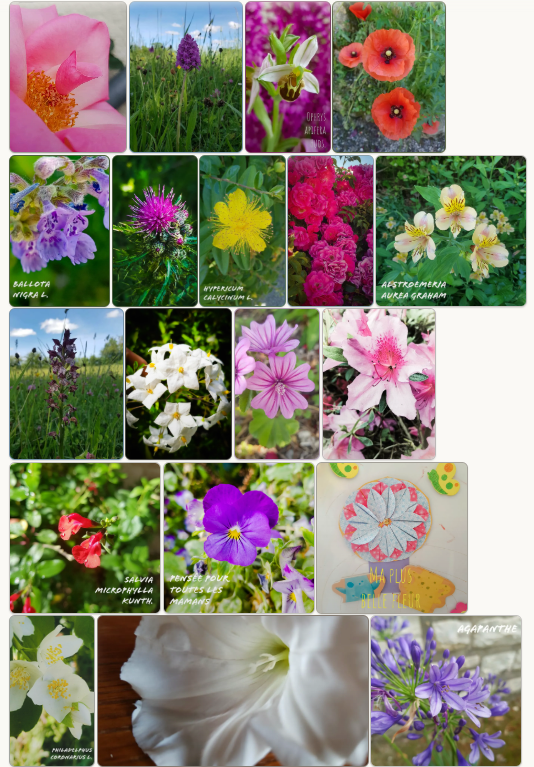 OPHRYS
APIFERA
HUDS
BALLOTA
NIGRA L.
HYPERICUM
CALYCINUM L.
ALSTROEMERIA
AUREA GRAHAM
SALVIA
MICROPHYLLA
KUNTH.
PENSÉE POUR
TOUTES LES
MAMANS
MA PLUS
BELLE FLEUR
PHILADELPHUS
CORONARIUS L.
AGAPANTHE